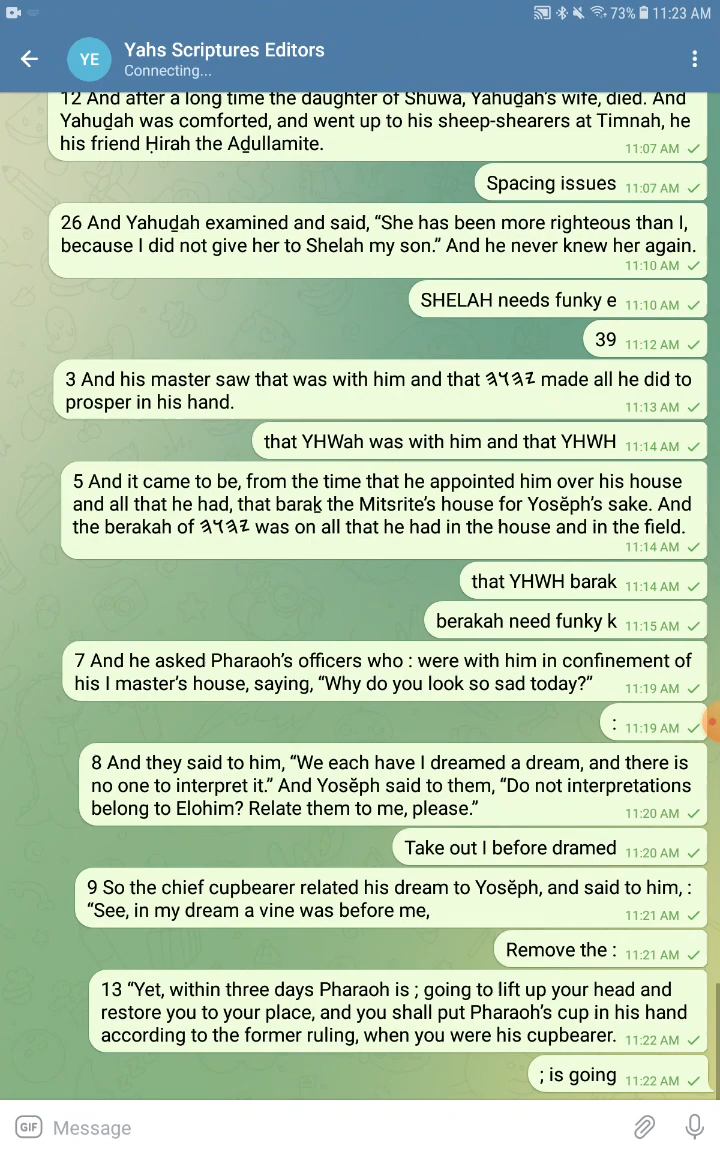 73% 11:23 AM
YE
Yahs Scriptures Editors
Connecting...
12 And after a long time the daughter of Shuwa, Yahuḏah’s wife, died. And
Yahuḏah was comforted, and went up to his sheep-shearers at Timnah, he
his friend Ḥirah the Aḏullamite.
11:07 AM
Spacing issues 11:07 AM
26 And Yahuḏah examined and said, “She has been more righteous than I,
because I did not give her to Shelah my son.” And he never knew her again.
11:10 AM
SHELAH needs funky e 11:10 AM
39 11:12 AM
3 And his master saw that was with him and that 𐤉𐤄𐤅𐤄 made all he did to
prosper in his hand.
11:13 AM
that YHWah was with him and that YHWH 11:14 AM
5 And it came to be, from the time that he appointed him over his house
and all that he had, that baraḵ the Mitsrite’s house for Yosĕph’s sake. And
the berakah of 𐤉𐤄𐤅𐤄 was on all that he had in the house and in the field.
11:14 AM
that YHWH barak 11:14 AM
berakah need funky k 11:15 AM
7 And he asked Pharaoh’s officers who : were with him in confinement of
his I master’s house, saying, “Why do you look so sad today?”
11:19 AM
: 11:19 AM
8 And they said to him, “We each have I dreamed a dream, and there is
no one to interpret it.” And Yosĕph said to them, “Do not interpretations
belong to Elohim? Relate them to me, please.”
11:20 AM
Take out I before dramed 11:20 AM
9 So the chief cupbearer related his dream to Yosĕph, and said to him, :
“See, in my dream a vine was before me,
11:21 AM
Remove the : 11:21 AM
13 “Yet, within three days Pharaoh is ; going to lift up your head and
restore you to your place, and you shall put Pharaoh’s cup in his hand
according to the former ruling, when you were his cupbearer. 11:22 AM
; is going 11:22 AM
GIF Message